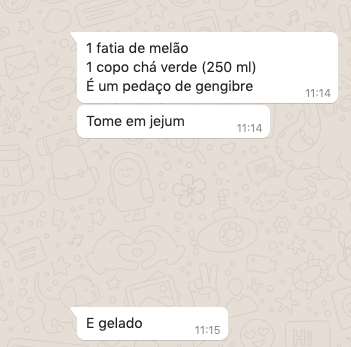 1 fatia de melão
1 copo chá verde (250 ml)
É um pedaço de gengibre
11:14
Tome em jejum
11:14
E gelado
11:15